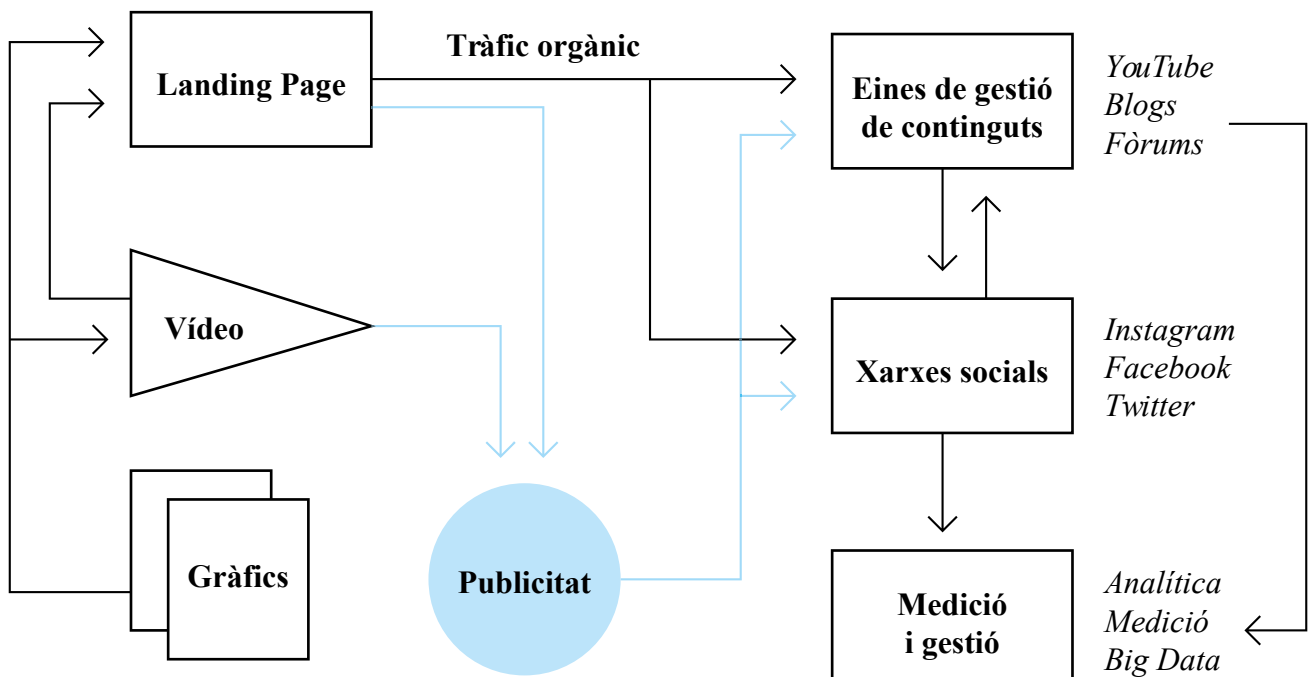 Tràfic orgànic
Landing Page
Eines de gestió
de continguts
YouTube
Blogs
Fòrums
Vídeo
Xarxes socials
Instagram
Facebook
Twitter
Gràfics
Publicitat
Medició
i gestió
Analítica
Medició
Big Data